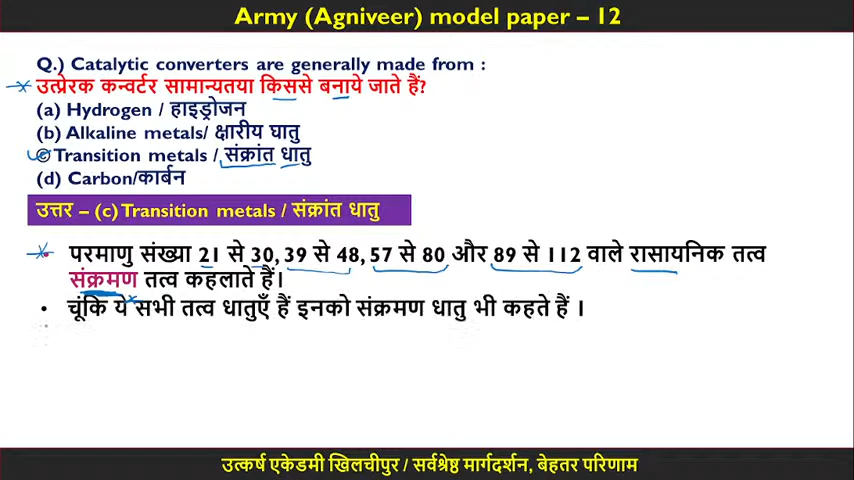 Army (Agniveer) model paper – 12
Q.) Catalytic converters are generally made from :
उत्प्रेरक कन्वर्टर सामान्यतया किससे बनाये जाते हैं?
(a) Hydrogen / हाइड्रोजन
(b) Alkaline metals/ क्षारीय घातु
© Transition metals / संक्रांत धातु
(d) Carbon/कार्बन
उत्तर – (c) Transition metals / संक्रांत धातु
• परमाणु संख्या 21 से 30, 39 से 48, 57 से 80 और 89 से 112 वाले रासायनिक तत्व
संक्रमण तत्व कहलाते हैं।
• चूंकि ये सभी तत्व धातुएँ हैं इनको संक्रमण धातु भी कहते हैं ।
उत्कर्ष एकेडमी खिलचीपुर / सर्वश्रेष्ठ मार्गदर्शन, बेहतर परिणाम